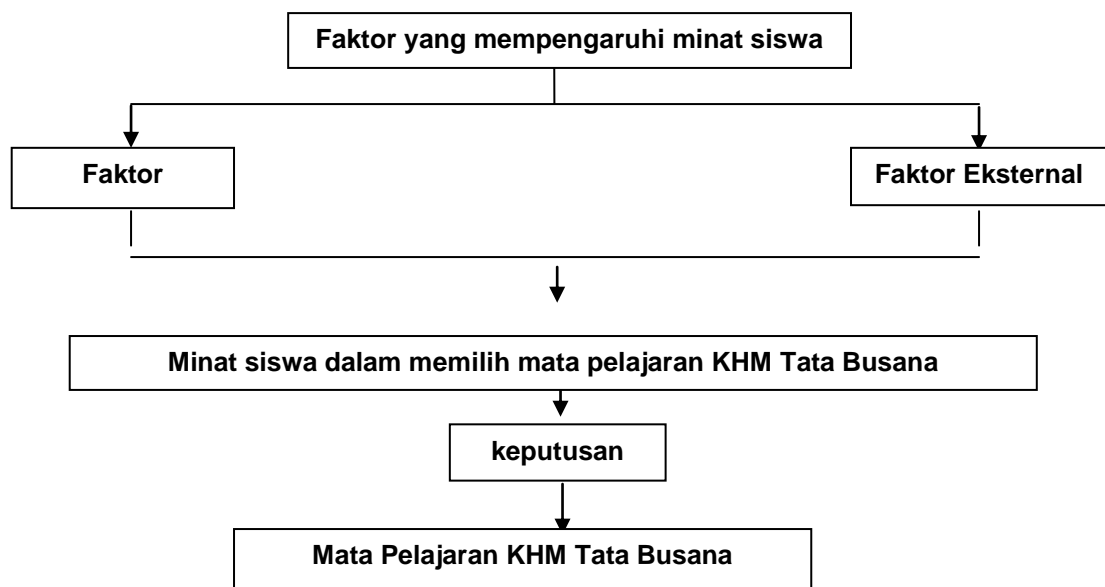 Faktor yang mempengaruhi minat siswa
Faktor
Faktor Eksternal
Minat siswa dalam memilih mata pelajaran KHM Tata Busana
keputusan
Mata Pelajaran KHM Tata Busana